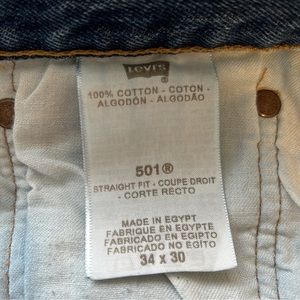 Levi's
®
100% COTTON - COTON -
ALGODÓN - ALGODÃO
501®
STRAIGHT FIT - COUPE DROIT
- CORTE RECTO
MADE IN EGYPT
FABRIQUE EN EGYPTE
FABRICADO EN EGIPTO
FABRICADO NO EGITO
34 x 30